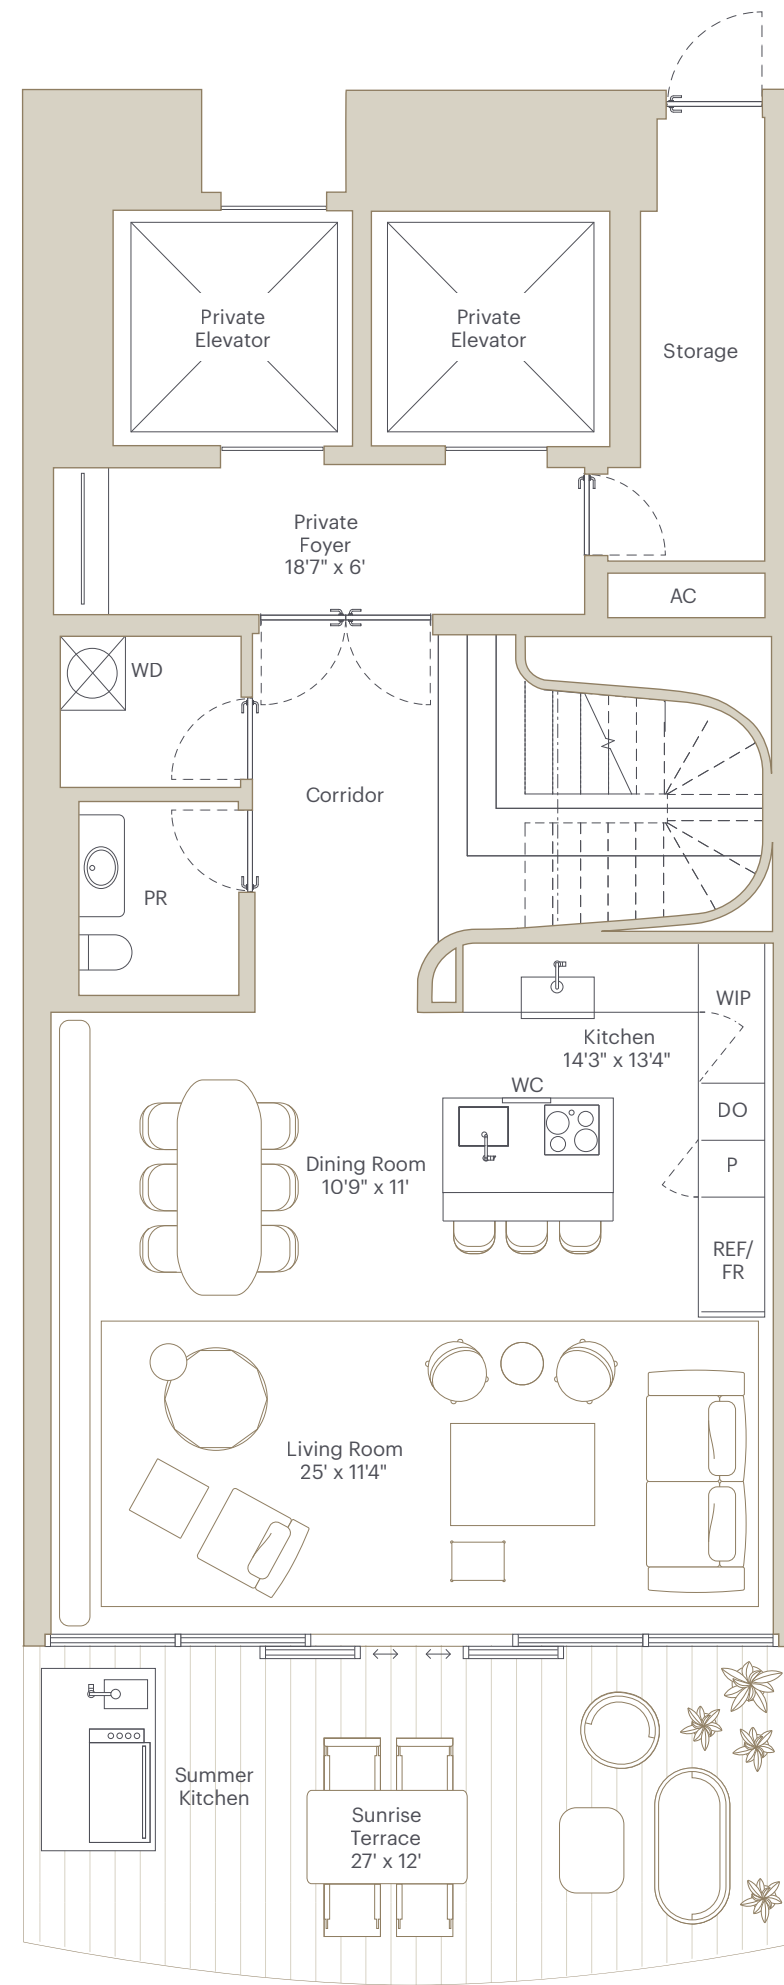 Private
Elevator
Private
Elevator
Storage
Private
Foyer
18'7" x 6'
AC
WD
Corridor
PR
WIP
Kitchen
14'3" x 13'4"
WC
DO
Dining Room
10'9" x 11'
P
REF/
FR
Living Room
25' x 11'4"
Summer
Kitchen
Sunrise
Terrace
27' x 12'